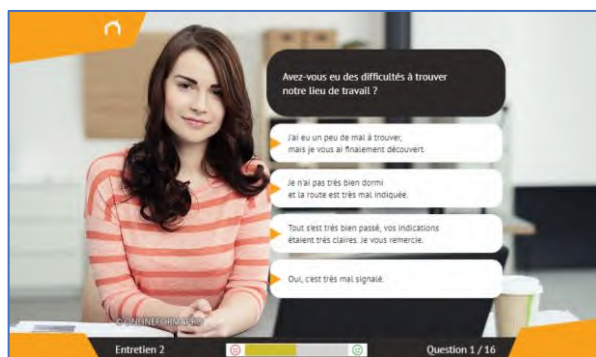 Avez-vous eu des difficultés à trouver
notre lieu de travail ?
J'ai eu un peu de mal à trouver,
mais je vous ai finalement découvert.
Je n'ai pas très bien dormi
et la route est très mal indiquée.
Tout s'est très bien passé, vos indications
étaient très claires. Je vous remercie.
Oui, c'est très mal signalé.
©ONLINEFORMAPRO
Entretien 2
Question 1 / 16